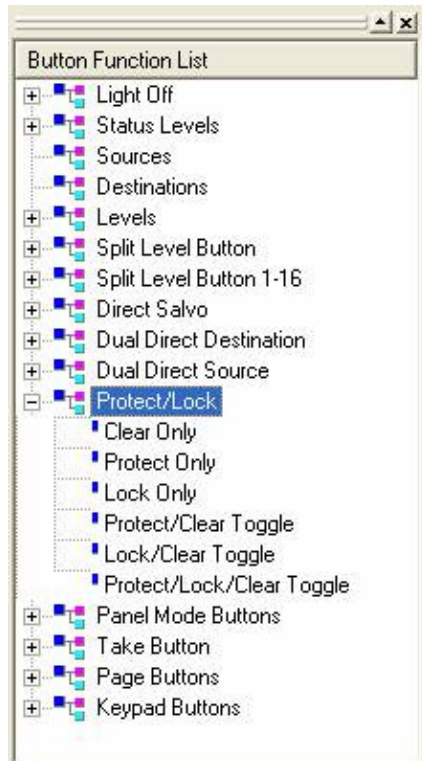 Button Function List
Light Off
Status Levels
Sources
Destinations
Levels
Split Level Button
Split Level Button 1-16
Direct Salvo
Dual Direct Destination
Dual Direct Source
Protect/Lock
Clear Only
Protect Only
Lock Only
Protect/Clear Toggle
Lock/Clear Toggle
Protect/Lock/Clear Toggle
Panel Mode Buttons
Take Button
Page Buttons
Keypad Buttons